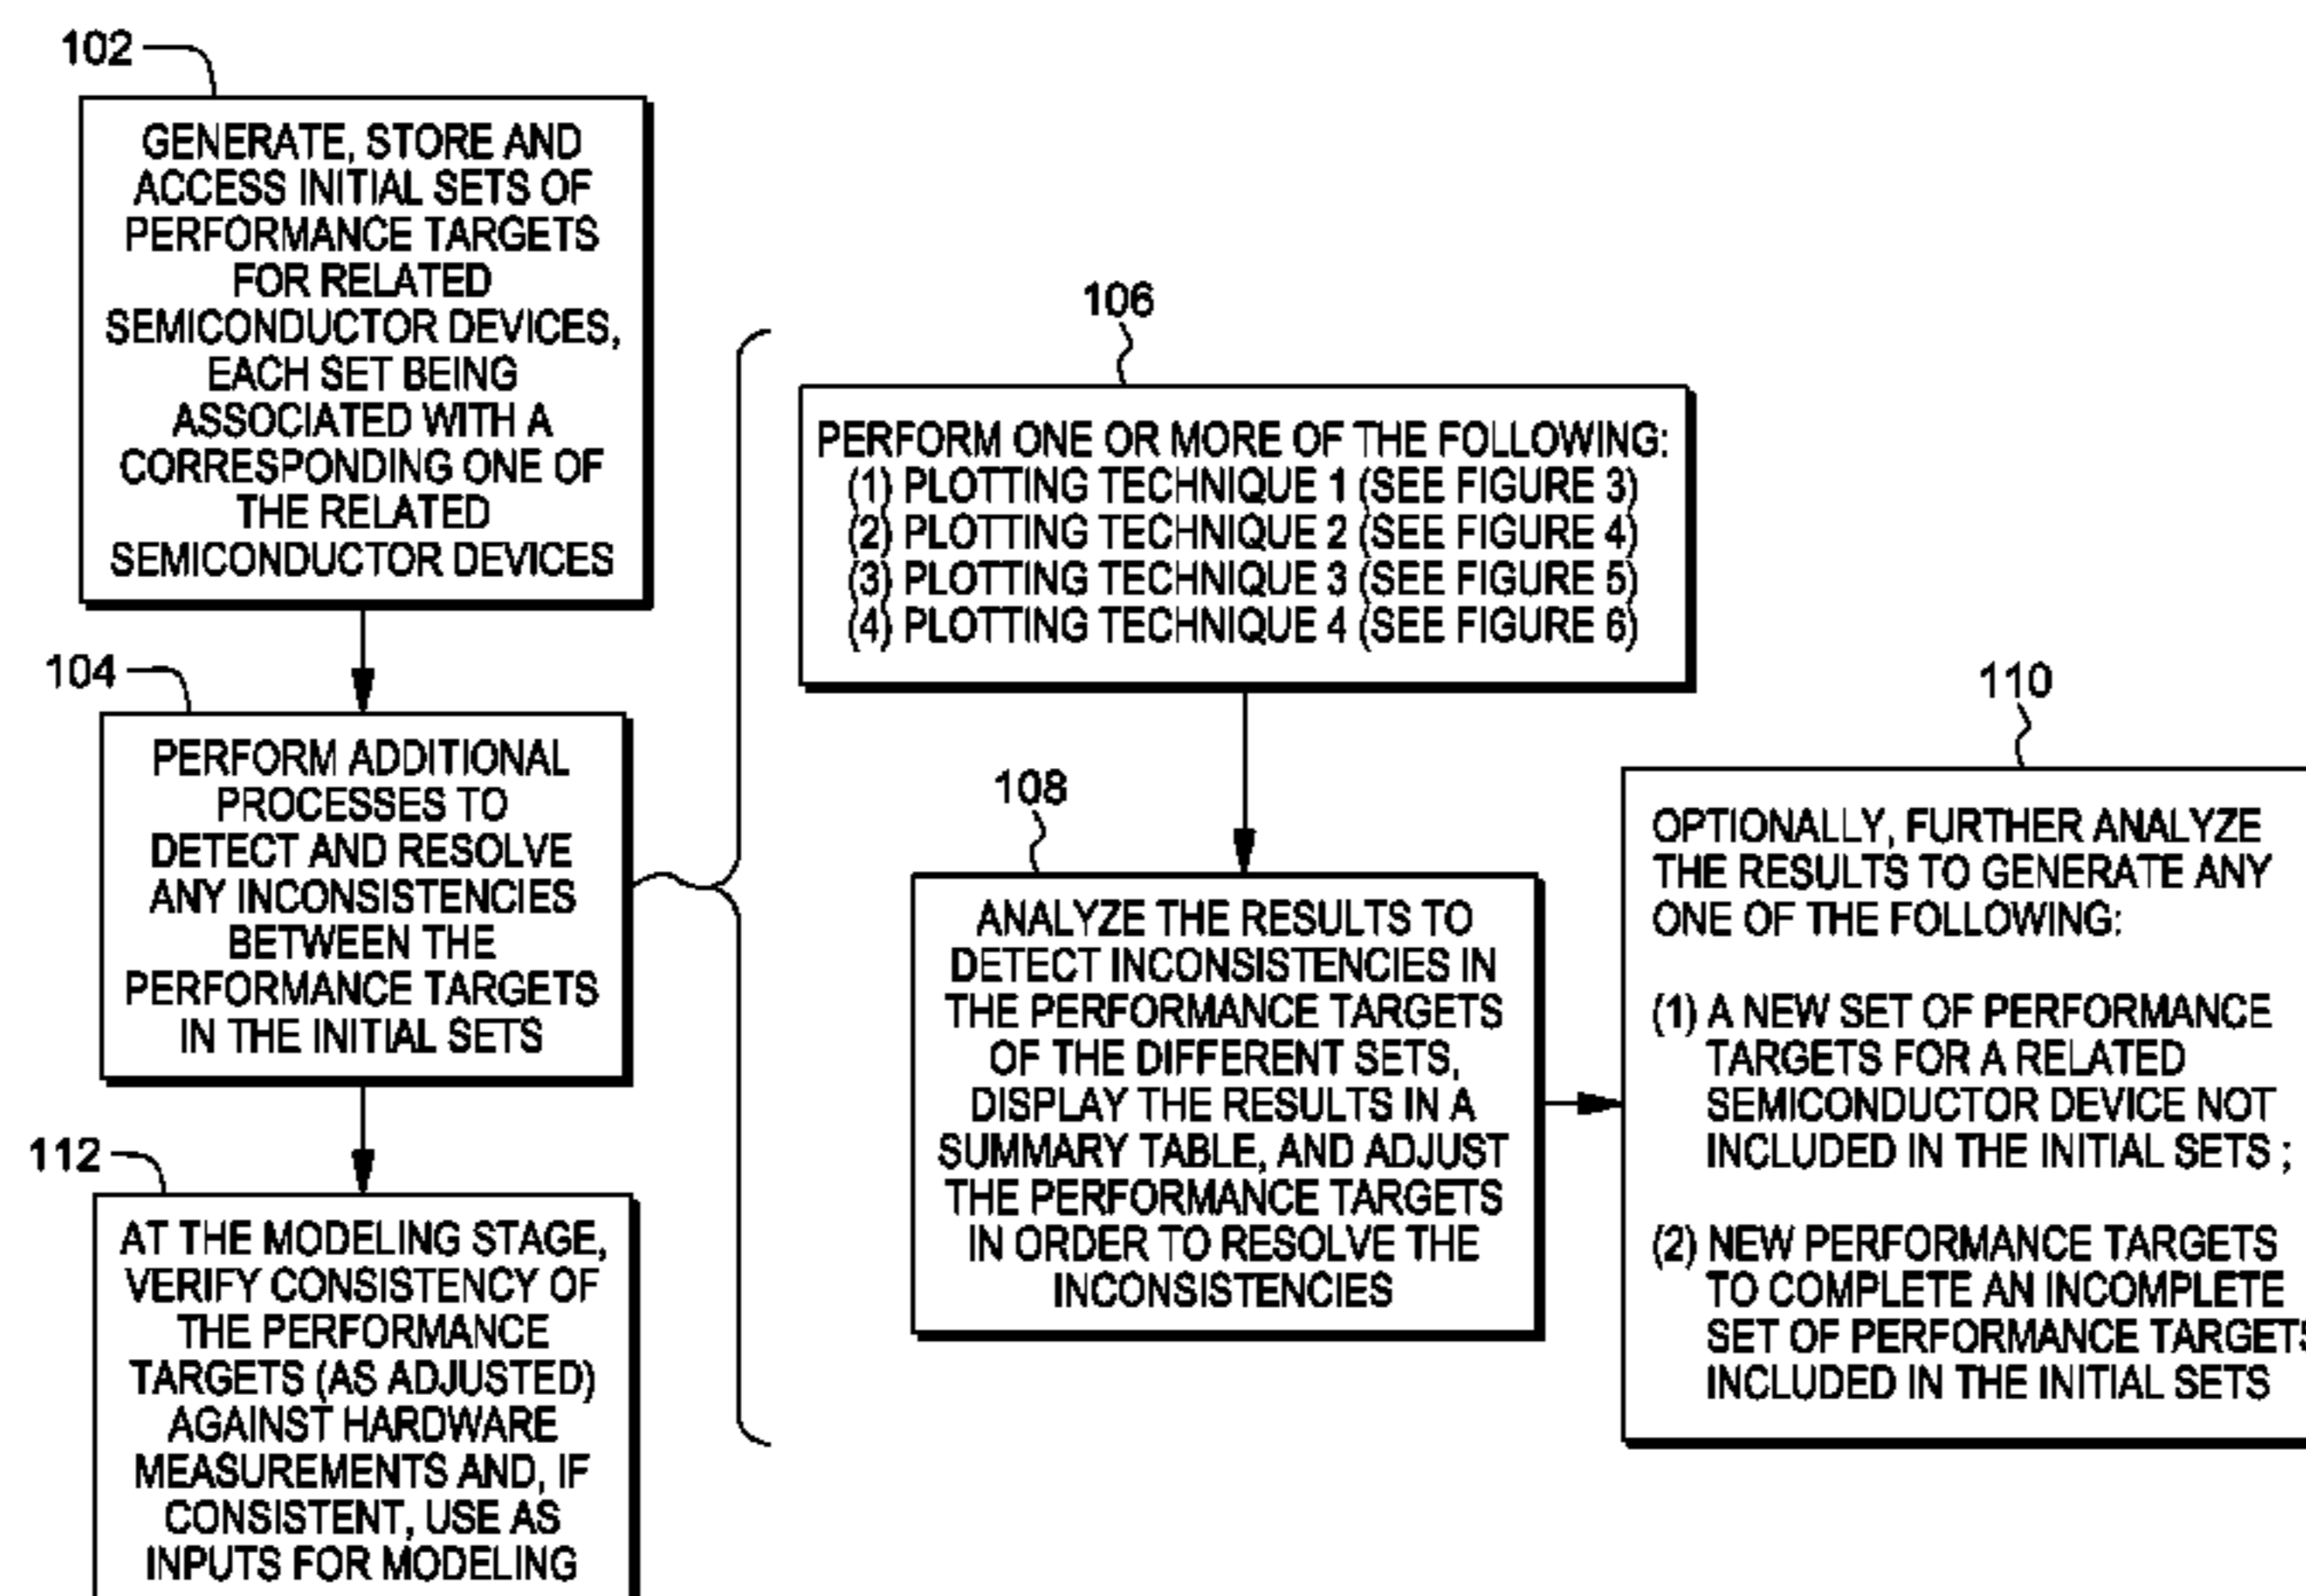 102
GENERATE, STORE AND
ACCESS INITIAL SETS OF
PERFORMANCE TARGETS
FOR RELATED
SEMICONDUCTOR DEVICES,
EACH SET BEING
ASSOCIATED WITH A
CORRESPONDING ONE OF
THE RELATED
SEMICONDUCTOR DEVICES
104
PERFORM ADDITIONAL
PROCESSES TO
DETECT AND RESOLVE
ANY INCONSISTENCIES
BETWEEN THE
PERFORMANCE TARGETS
IN THE INITIAL SETS
112
AT THE MODELING STAGE,
VERIFY CONSISTENCY OF
THE PERFORMANCE
TARGETS (AS ADJUSTED)
AGAINST HARDWARE
MEASUREMENTS AND, IF
CONSISTENT, USE AS
INPUTS FOR MODELING
106
PERFORM ONE OR MORE OF THE FOLLOWING:
(1) PLOTTING TECHNIQUE 1 (SEE FIGURE 3)
(2) PLOTTING TECHNIQUE 2 (SEE FIGURE 4)
(3) PLOTTING TECHNIQUE 3 (SEE FIGURE 5)
(4) PLOTTING TECHNIQUE 4 (SEE FIGURE 6)
108
ANALYZE THE RESULTS TO
DETECT INCONSISTENCIES IN
THE PERFORMANCE TARGETS
OF THE DIFFERENT SETS,
DISPLAY THE RESULTS IN A
SUMMARY TABLE, AND ADJUST
THE PERFORMANCE TARGETS
IN ORDER TO RESOLVE THE
INCONSISTENCIES
110
OPTIONALLY, FURTHER ANALYZE
THE RESULTS TO GENERATE ANY
ONE OF THE FOLLOWING:
(1) A NEW SET OF PERFORMANCE
TARGETS FOR A RELATED
SEMICONDUCTOR DEVICE NOT
INCLUDED IN THE INITIAL SETS ;
(2) NEW PERFORMANCE TARGETS
TO COMPLETE AN INCOMPLETE
SET OF PERFORMANCE TARGETS
INCLUDED IN THE INITIAL SETS